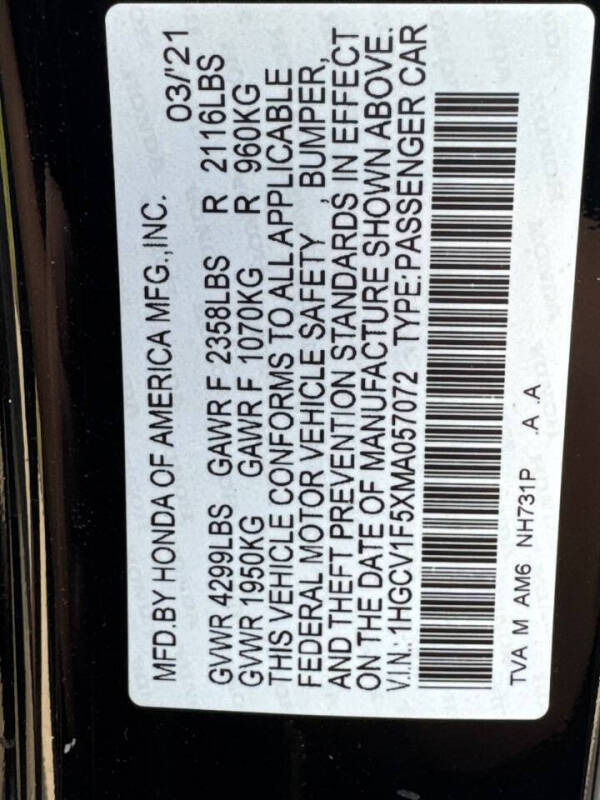 MFD.BY HONDA OF AMERICA MFG.,INC. 03/'21
GVWR 4299LBS GAWR F 2358LBS R 2116LBS
GVWR 1950KG GAWR F 1070KG R 960KG
THIS VEHICLE CONFORMS TO ALL APPLICABLE
FEDERAL MOTOR VEHICLE SAFETY , BUMPER,
AND THEFT PREVENTION STANDARDS IN EFFECT
ON THE DATE OF MANUFACTURE SHOWN ABOVE.
V.I.N.: 1HGCV1F5XMA057072 TYPE: PASSENGER CAR
TVA M AM6 NH731P .A .A